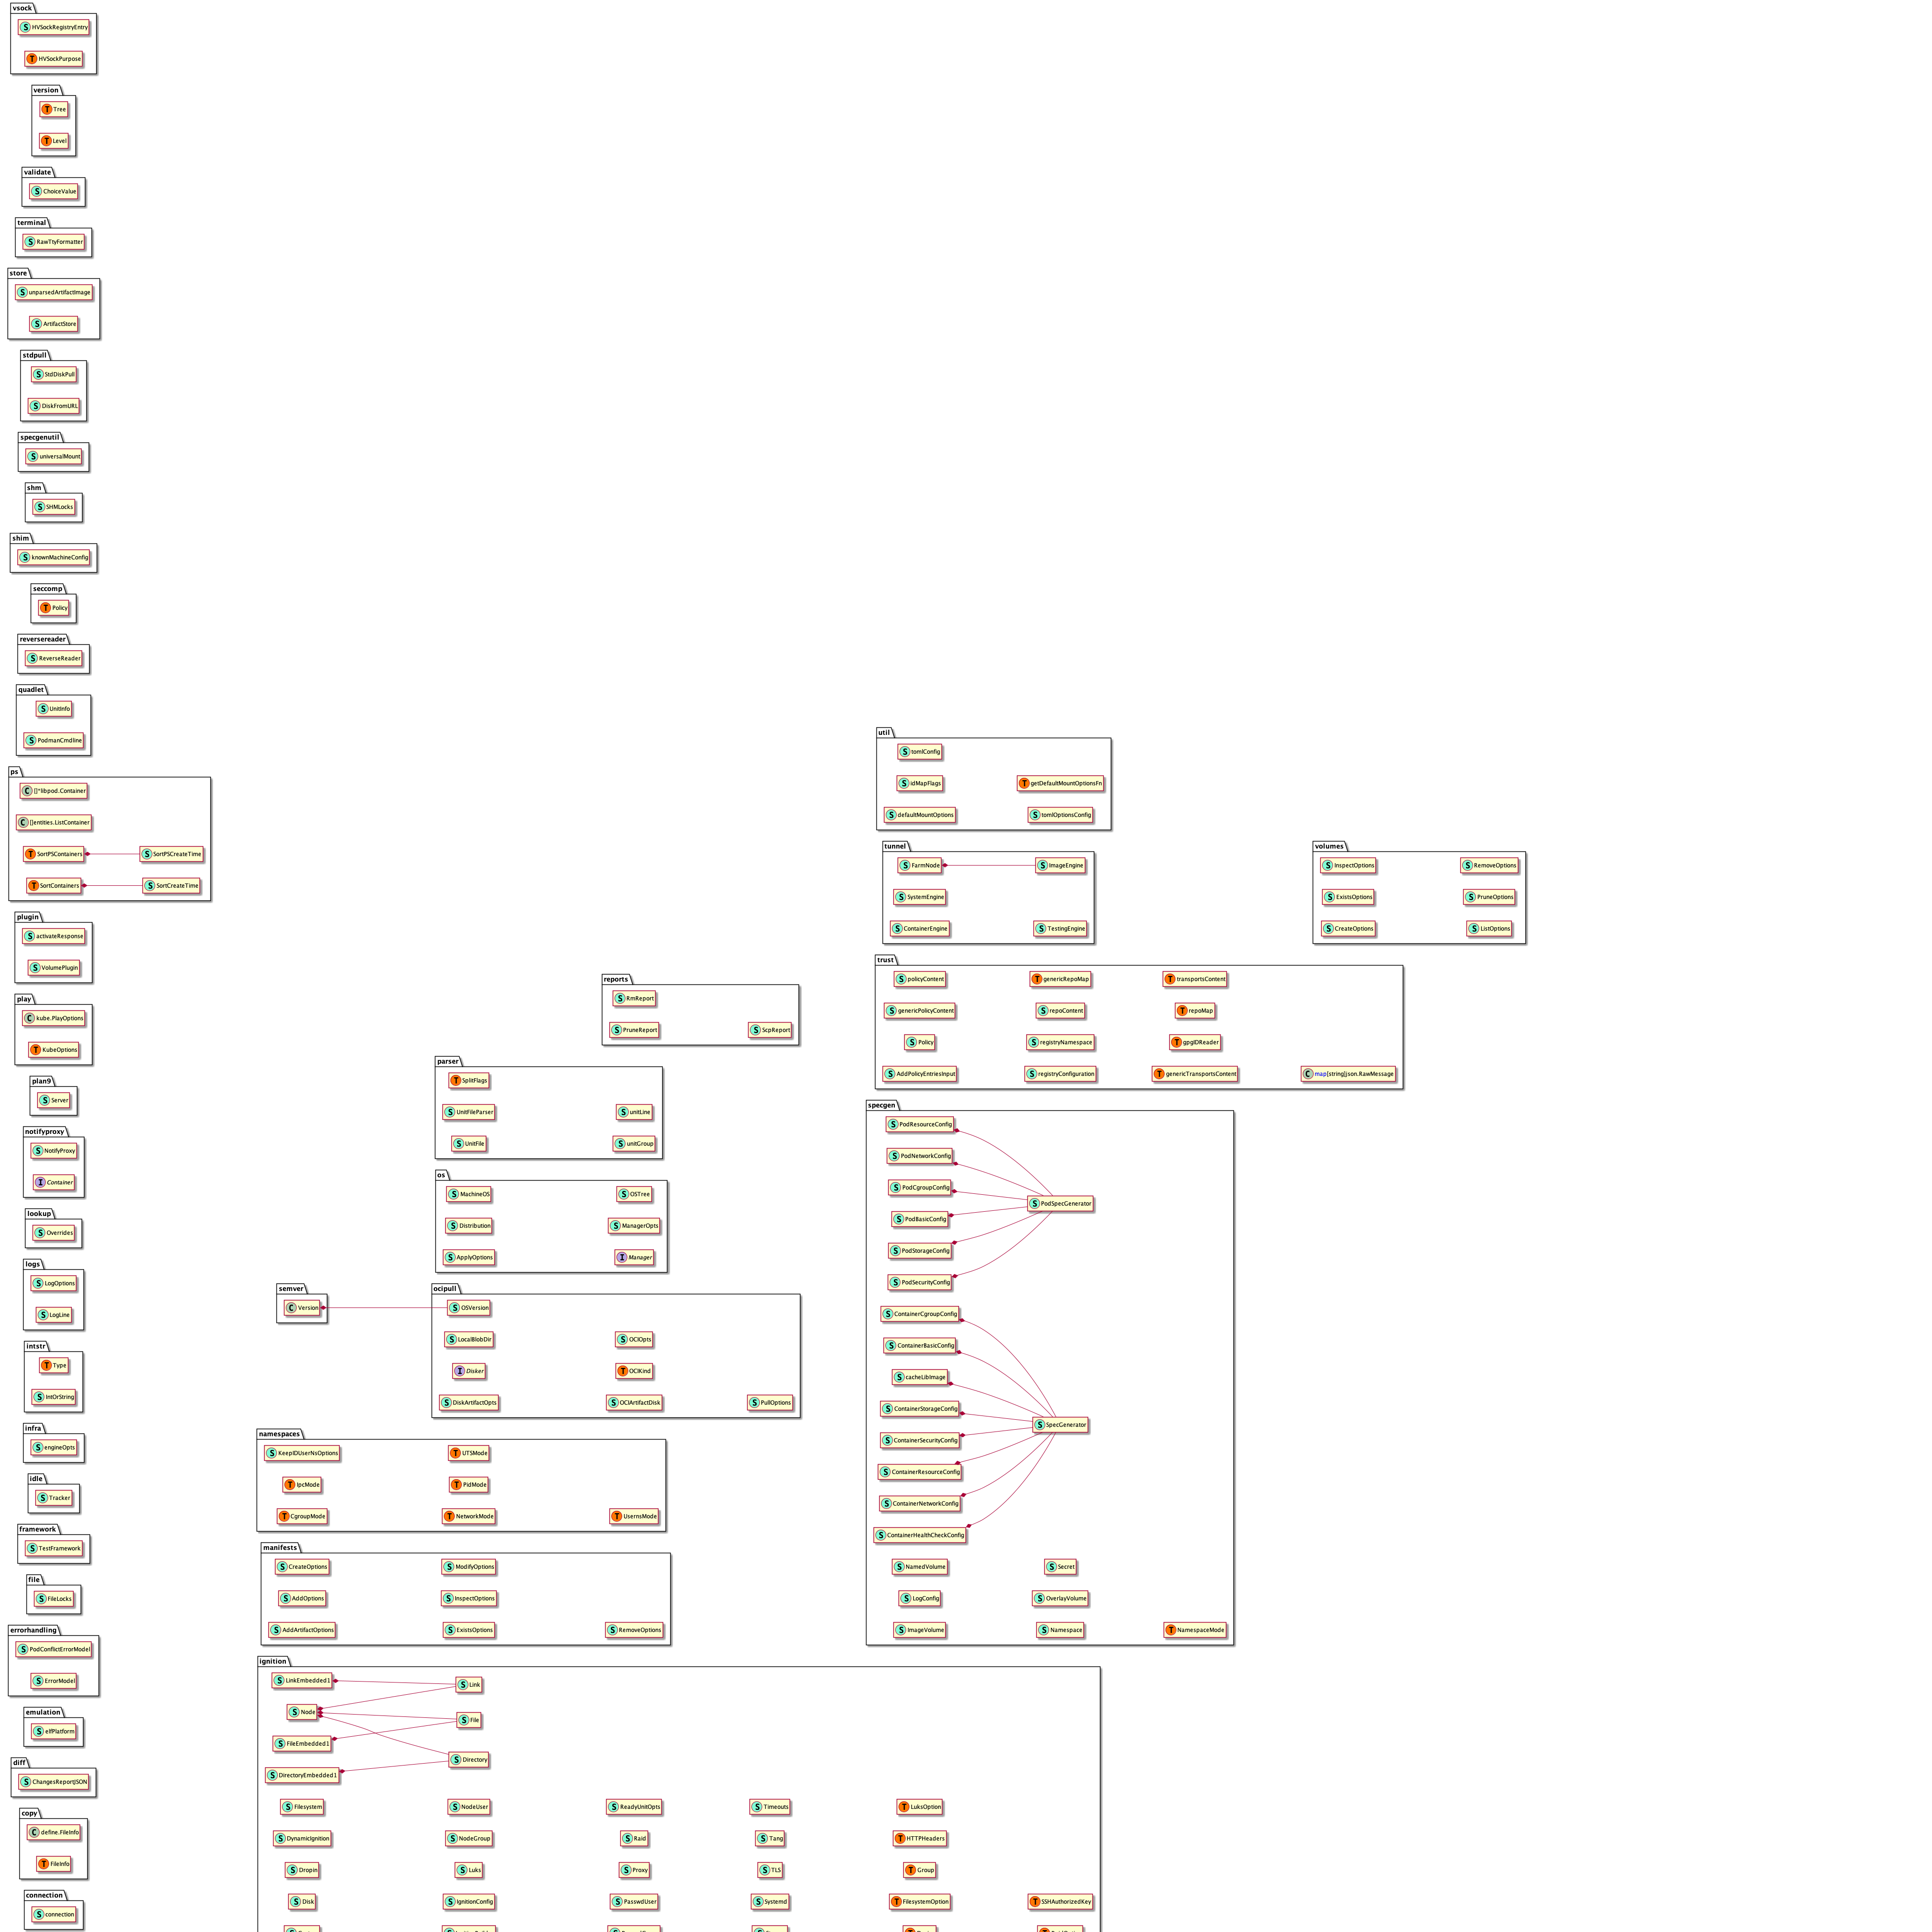 vsock
S HVSockRegistryEntry
T HVSockPurpose
version
T Tree
T Level
validate
S ChoiceValue
terminal
S RawTtyFormatter
store
S unparsedArtifactImage
S ArtifactStore
stdpull
S StdDiskPull
S DiskFromURL
specgenutil
S universalMount
shm
S SHMLocks
shim
S knownMachineConfig
seccomp
T Policy
reversereader
S ReverseReader
quadlet
S UnitInfo
S PodmanCmdline
ps
C []*libpod.Container
C []entities.ListContainer
T SortPSContainers S SortPSCreateTime
T SortContainers S SortCreateTime
plugin
S activateResponse
S VolumePlugin
play
C kube.PlayOptions
T KubeOptions
plan9
S Server
notifyproxy
S NotifyProxy
I Container
lookup
S Overrides
logs
S LogOptions
S LogLine
intstr
T Type
S IntOrString
infra
S engineOpts
idle
S Tracker
framework
S TestFramework
file
S FileLocks
errorhandling
S PodConflictErrorModel
S ErrorModel
emulation
S elfPlatform
diff
S ChangesReportJSON
copy
C define.FileInfo
T FileInfo
connection
S connection
semver
C Version
reports
S RmReport
S PruneReport S ScpReport
parser
T SplitFlags
S UnitFileParser S unitLine
S UnitFile S unitGroup
os
S MachineOS S OSTree
S Distribution S ManagerOpts
S ApplyOptions I Manager
ocipull
S OSVersion
S LocalBlobDir S OCIOpts
I Disker T OCIKind
S DiskArtifactOpts S OCIArtifactDisk S PullOptions
namespaces
S KeepIDUserNsOptions T UTSMode
T IpcMode T PidMode
T CgroupMode T NetworkMode T UsernsMode
manifests
S CreateOptions S ModifyOptions
S AddOptions S InspectOptions
S AddArtifactOptions S ExistsOptions S RemoveOptions
ignition
S LinkEmbedded1 S Link
S Node
S File
S FileEmbedded1
S Directory
S DirectoryEmbedded1
S Filesystem S NodeUser S ReadyUnitOpts S Timeouts T LuksOption
S DynamicIgnition S NodeGroup S Raid S Tang T HTTPHeaders
S Dropin S Luks S Proxy S TLS T Group
S Disk S IgnitionConfig S PasswdUser S Systemd T FilesystemOption T SSHAuthorizedKey
util
S tomlConfig
S idMapFlags T getDefaultMountOptionsFn
S defaultMountOptions S tomlOptionsConfig
tunnel
S FarmNode S ImageEngine
S SystemEngine
S ContainerEngine S TestingEngine
volumes
S InspectOptions S RemoveOptions
S ExistsOptions S PruneOptions
S CreateOptions S ListOptions
trust
S policyContent T genericRepoMap T transportsContent
S genericPolicyContent S repoContent T repoMap
S Policy S registryNamespace T gpgIDReader
S AddPolicyEntriesInput S registryConfiguration T genericTransportsContent C map[string]json.RawMessage
specgen
S PodResourceConfig
S PodNetworkConfig
S PodCgroupConfig
S PodSpecGenerator
S PodBasicConfig
S PodStorageConfig
S PodSecurityConfig
S ContainerCgroupConfig
S ContainerBasicConfig
S cacheLibImage
S ContainerStorageConfig
S SpecGenerator
S ContainerSecurityConfig
S ContainerResourceConfig
S ContainerNetworkConfig
S ContainerHealthCheckConfig
S NamedVolume S Secret
S LogConfig S OverlayVolume
S ImageVolume S Namespace T NamespaceMode